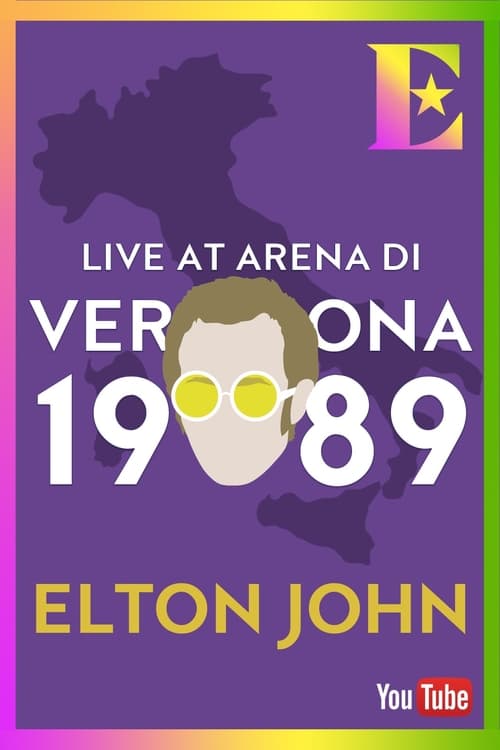 E
LIVE AT ARENA DI
VERONA
1989
ELTON JOHN
YouTube